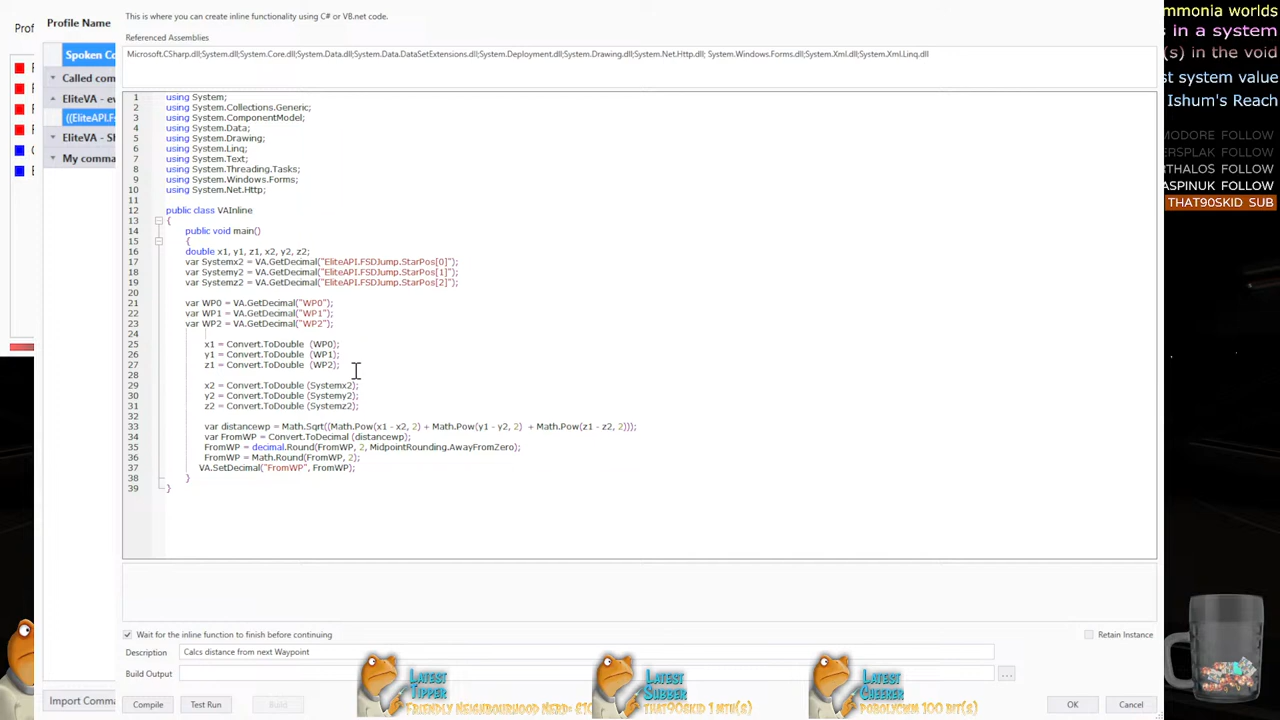 Profi
Profile Name
Spoken Co
Called com
EliteVA - ev
((EliteAPI.Fs
EliteVA - Sh
My comma
Import Comma
This is where you can create inline functionality using C# or VB.net code.
Referenced Assemblies
Microsoft.CSharp.dll;System.dll;System.Core.dll;System.Data.dll;System.Data.DataSetExtensions.dll;System.Deployment.dll;System.Drawing.dll;System.Net.Http.dll; System.Windows.Forms.dll;System.Xml.dll;System.Xml.Linq.dll
1 using System;
2 using System.Collections.Generic;
3 using System.ComponentModel;
4 using System.Data;
5 using System.Drawing;
6 using System.Linq;
7 using System.Text;
8 using System.Threading.Tasks;
9 using System.Windows.Forms;
10 using System.Net.Http;
11
12 public class VAInline
13 {
14 public void main()
15 {
16 double x1, y1, z1, x2, y2, z2;
17 var Systemx2 = VA.GetDecimal("EliteAPI.FSDJump.StarPos[0]");
18 var Systemy2 = VA.GetDecimal("EliteAPI.FSDJump.StarPos[1]");
19 var Systemz2 = VA.GetDecimal("EliteAPI.FSDJump.StarPos[2]");
20
21 var WP0 = VA.GetDecimal("WP0");
22 var WP1 = VA.GetDecimal("WP1");
23 var WP2 = VA.GetDecimal("WP2");
24
25 x1 = Convert.ToDouble (WP0);
26 y1 = Convert.ToDouble (WP1);
27 z1 = Convert.ToDouble (WP2);
28
29 x2 = Convert.ToDouble (Systemx2);
30 y2 = Convert.ToDouble (Systemy2);
31 z2 = Convert.ToDouble (Systemz2);
32
33 var distancewp = Math.Sqrt((Math.Pow(x1 - x2, 2) + Math.Pow(y1 - y2, 2) + Math.Pow(z1 - z2, 2)));
34 var FromWP = Convert.ToDecimal (distancewp);
35 FromWP = decimal.Round(FromWP, 2, MidpointRounding.AwayFromZero);
36 FromWP = Math.Round(FromWP, 2);
37 VA.SetDecimal("FromWP", FromWP);
38 }
39 }
Wait for the inline function to finish before continuing
Retain Instance
Description Calcs distance from next Waypoint
Build Output
...
Compile Test Run Build OK Cancel
Latest Tipper
Friendly Neighbourhood Nerd: £10
Latest Subber
That90sKid 1 Mth(s)
Latest Cheerer
100 Bit(s)
mmonia worlds
s in a system
(s) in the void
st system value
Ishum's Reach
MODORE FOLLOW
ERSPLAK FOLLOW
RTHALOS FOLLOW
ASPINUK FOLLOW
THAT90SKID SUB